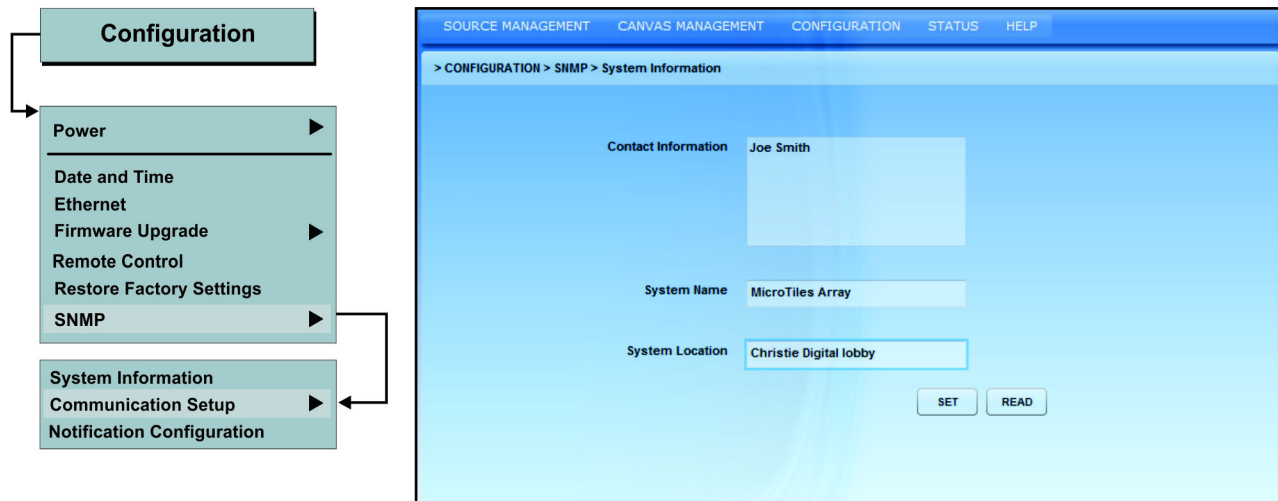 Configuration
Power
Date and Time
Ethernet
Firmware Upgrade
Remote Control
Restore Factory Settings
SNMP
System Information
Communication Setup
Notification Configuration
SOURCE MANAGEMENT CANVAS MANAGEMENT CONFIGURATION STATUS HELP
> CONFIGURATION > SNMP > System Information
Contact Information Joe Smith
System Name MicroTiles Array
System Location Christie Digital lobby
SET READ